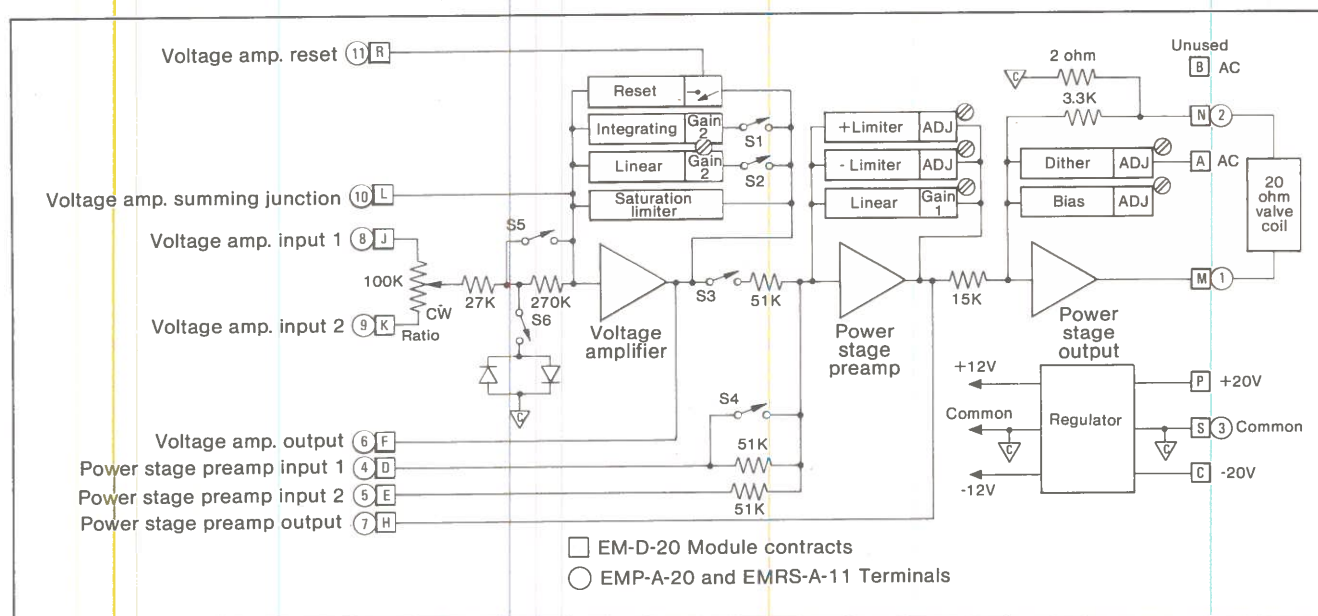 Voltage amp. reset 11 R
Reset
Integrating Gain 2
S1
Linear Gain 2
S2
Saturation limiter
Voltage amp. summing junction 10 L
Voltage amp. input 1 8 J
100K
Voltage amp. input 2 9 K
CW
Ratio
27K
S5
270K
S6
C
Voltage amplifier
S3
51K
+Limiter ADJ
- Limiter ADJ
Linear Gain 1
Power stage preamp
15K
C
2 ohm
3.3K
Dither ADJ
Bias ADJ
Power stage output
Unused
B AC
N 2
A AC
20 ohm valve coil
M 1
S4
51K
51K
Voltage amp. output 6 F
Power stage preamp input 1 4 D
Power stage preamp input 2 5 E
Power stage preamp output 7 H
+12V
Common
C
-12V
Regulator
P +20V
S 3 Common
C
C -20V
EM-D-20 Module contracts
EMP-A-20 and EMRS-A-11 Terminals